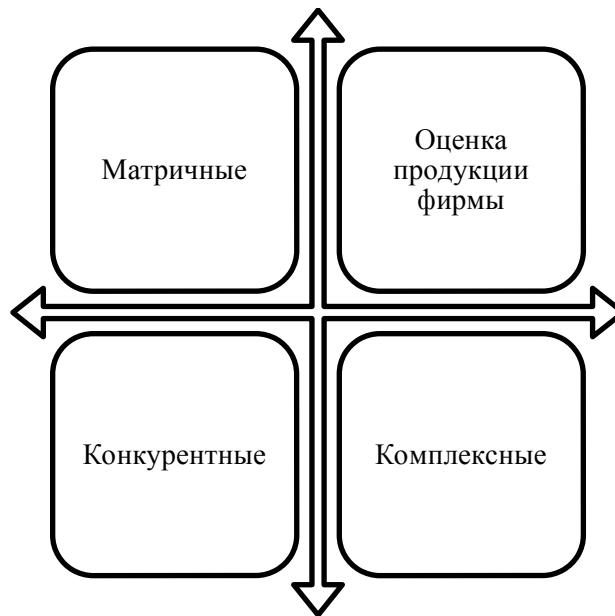 Матричные
Оценка
продукции
фирмы
Конкурентные
Комплексные